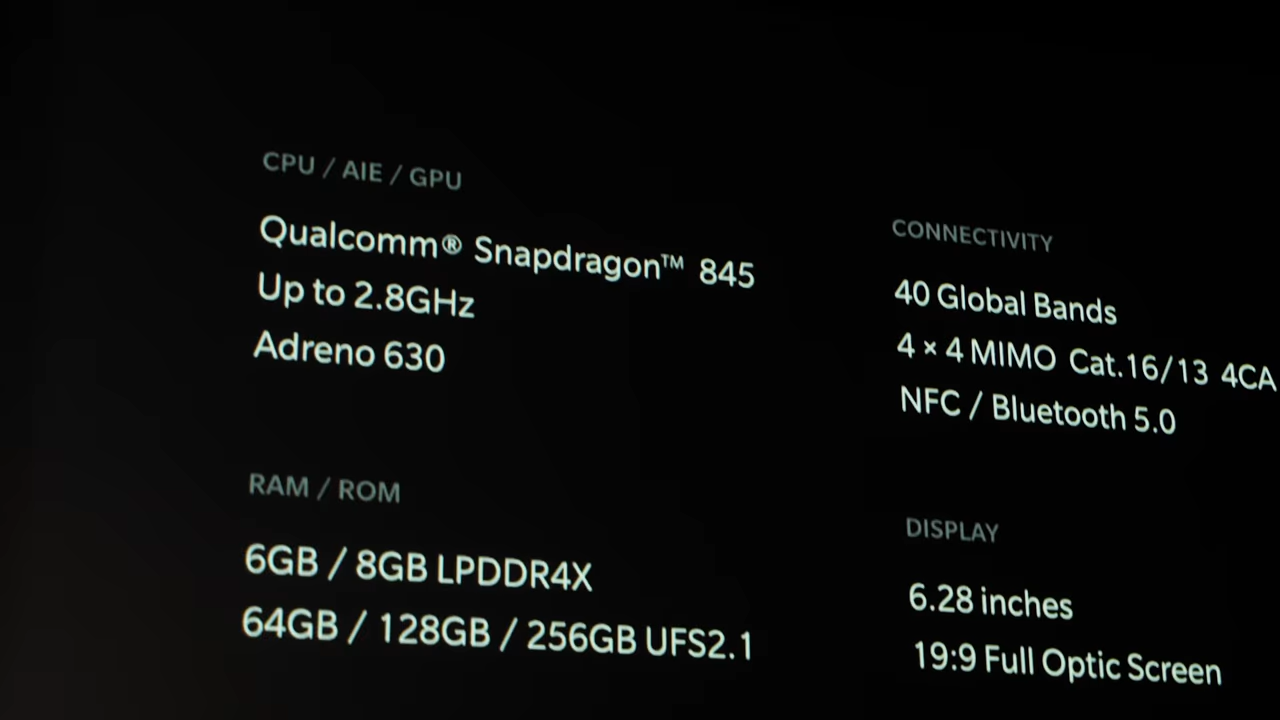 CPU / AIE / GPU
Qualcomm® Snapdragon™ 845
Up to 2.8GHz
Adreno 630
RAM / ROM
6GB / 8GB LPDDR4X
64GB / 128GB / 256GB UFS2.1
CONNECTIVITY
40 Global Bands
4 × 4 MIMO Cat.16/13 4CA
NFC / Bluetooth 5.0
DISPLAY
6.28 inches
19:9 Full Optic Screen